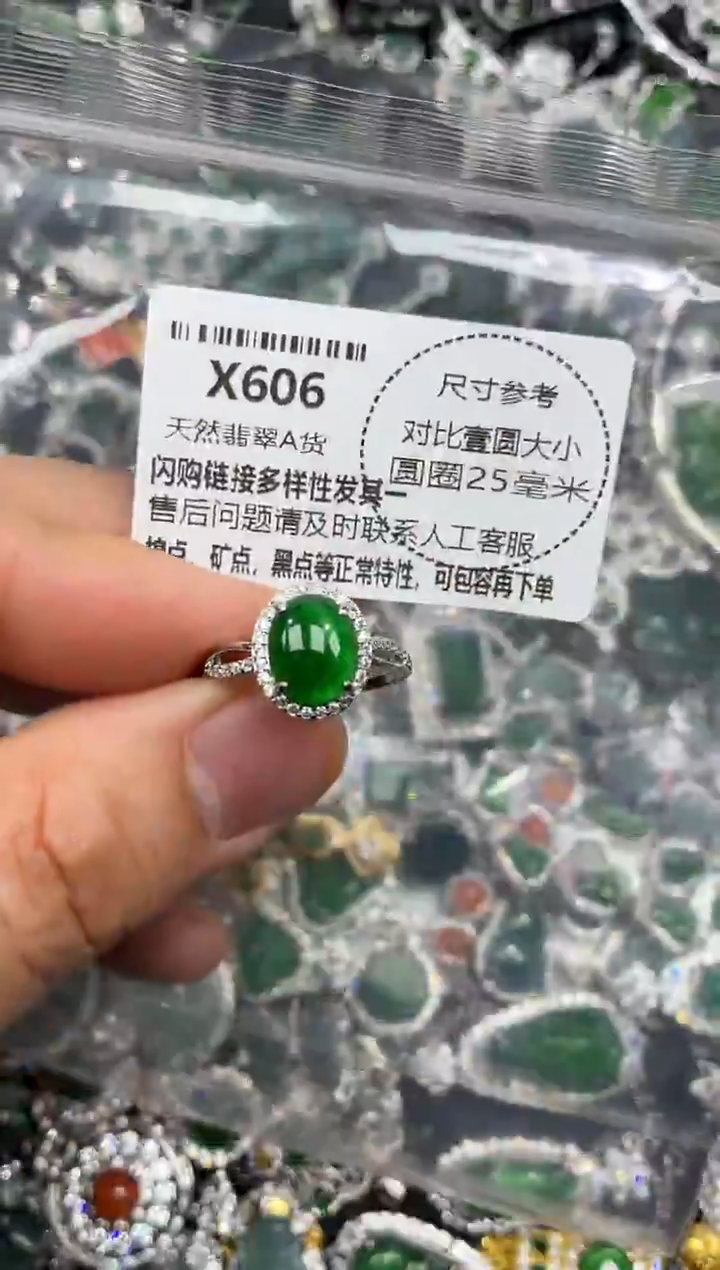 X606
天然翡翠A货
闪购链接多样性发其一
售后问题请及时联系人工客服
棉点、矿点、黑点等正常特性,可包容再下单
尺寸参考
对比壹圆大小
圆圈25毫米